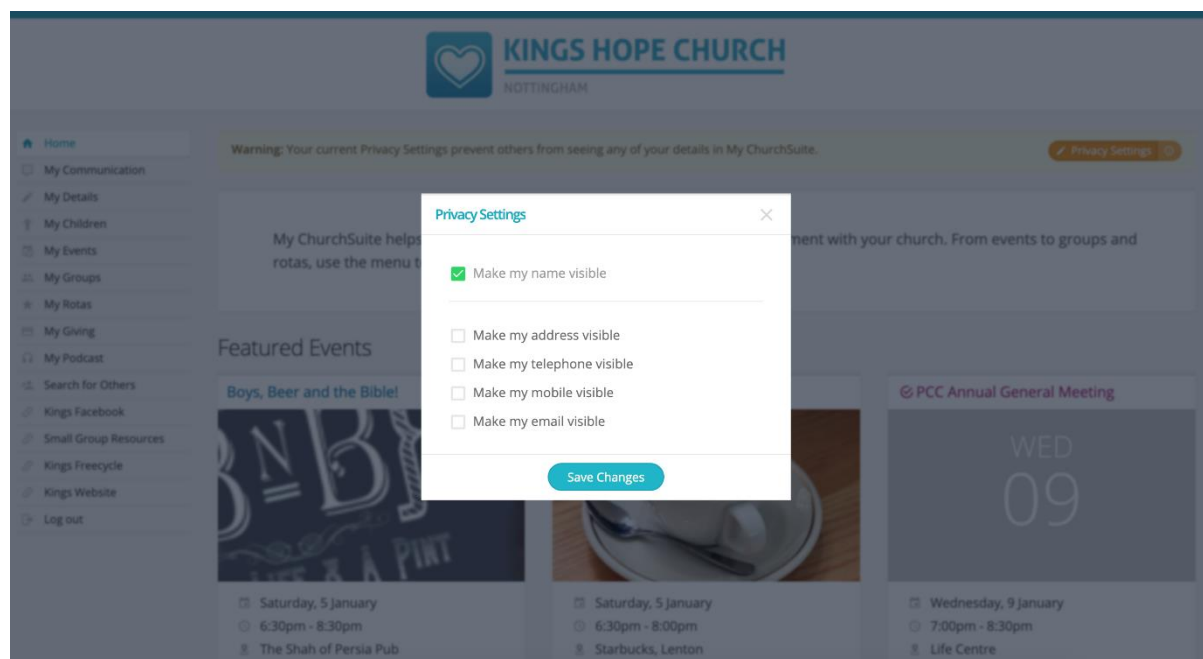 KINGS HOPE CHURCH
NOTTINGHAM
Home
My Communication
My Details
My Children
My Events
My Groups
My Rotas
My Giving
My Podcast
Search for Others
Kings Facebook
Small Group Resources
Kings Freecycle
Kings Website
Log out
Warning: Your current Privacy Settings prevent others from seeing any of your details in My ChurchSuite.
Privacy Settings
My ChurchSuite helps ment with your church. From events to groups and
rotas, use the menu t
Privacy Settings
Make my name visible
Make my address visible
Make my telephone visible
Make my mobile visible
Make my email visible
Save Changes
Featured Events
Boys, Beer and the Bible!
BNB
LIFE & A PINT
Saturday, 5 January
6:30pm - 8:30pm
The Shah of Persia Pub
Saturday, 5 January
6:30pm - 8:00pm
Starbucks, Lenton
PCC Annual General Meeting
WED
09
Wednesday, 9 January
7:00pm - 8:30pm
Life Centre